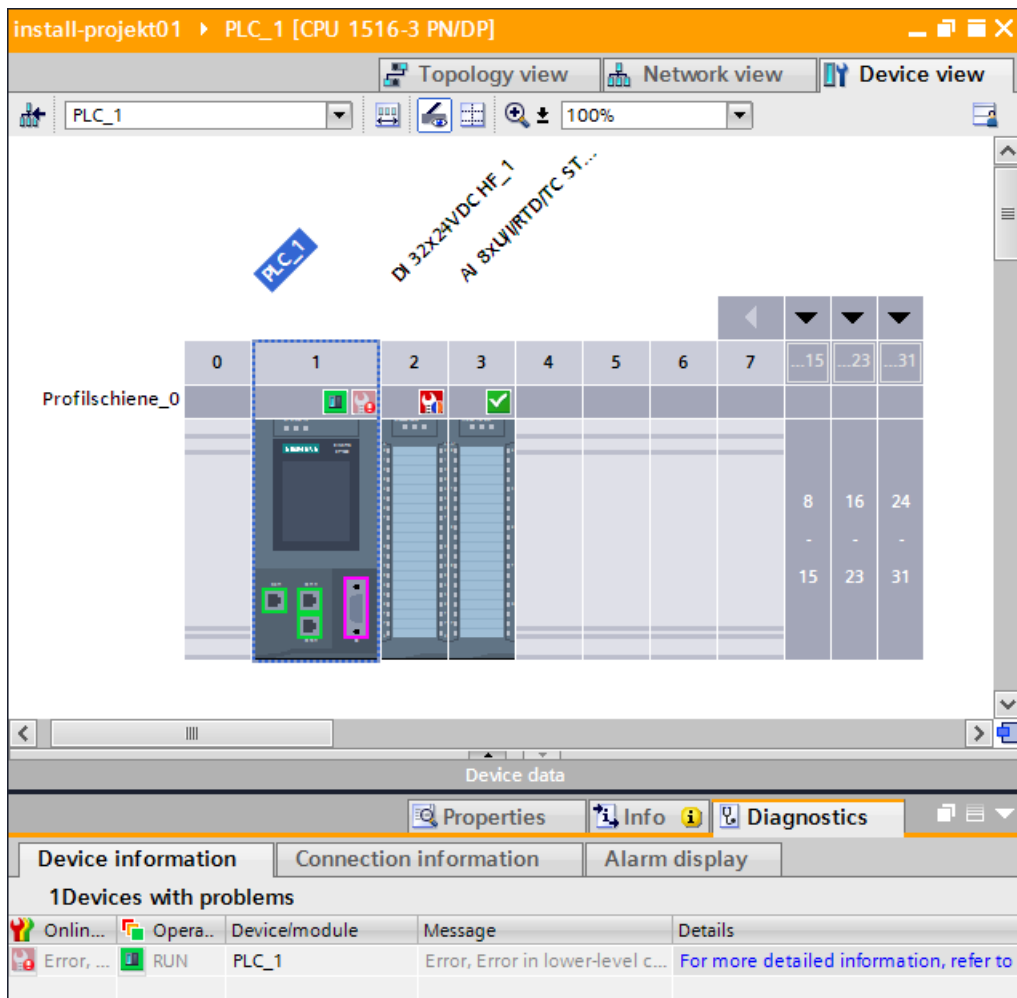 install-projekt01 ▸ PLC_1 [CPU 1516-3 PN/DP]
Topology view Network view Device view
PLC_1 100%
PLC_1 DI 32x24VDC HF_1 AI 8xU/I/RTD/TC ST...
0 1 2 3 4 5 6 7 ...15 ...23 ...31
Profilschiene_0
SIEMENS
8 16 24
- - -
15 23 31
Device data
Properties Info Diagnostics
Device information Connection information Alarm display
1Devices with problems
Onlin... Opera.. Device/module Message Details
Error, ... RUN PLC_1 Error, Error in lower-level c... For more detailed information, refer to